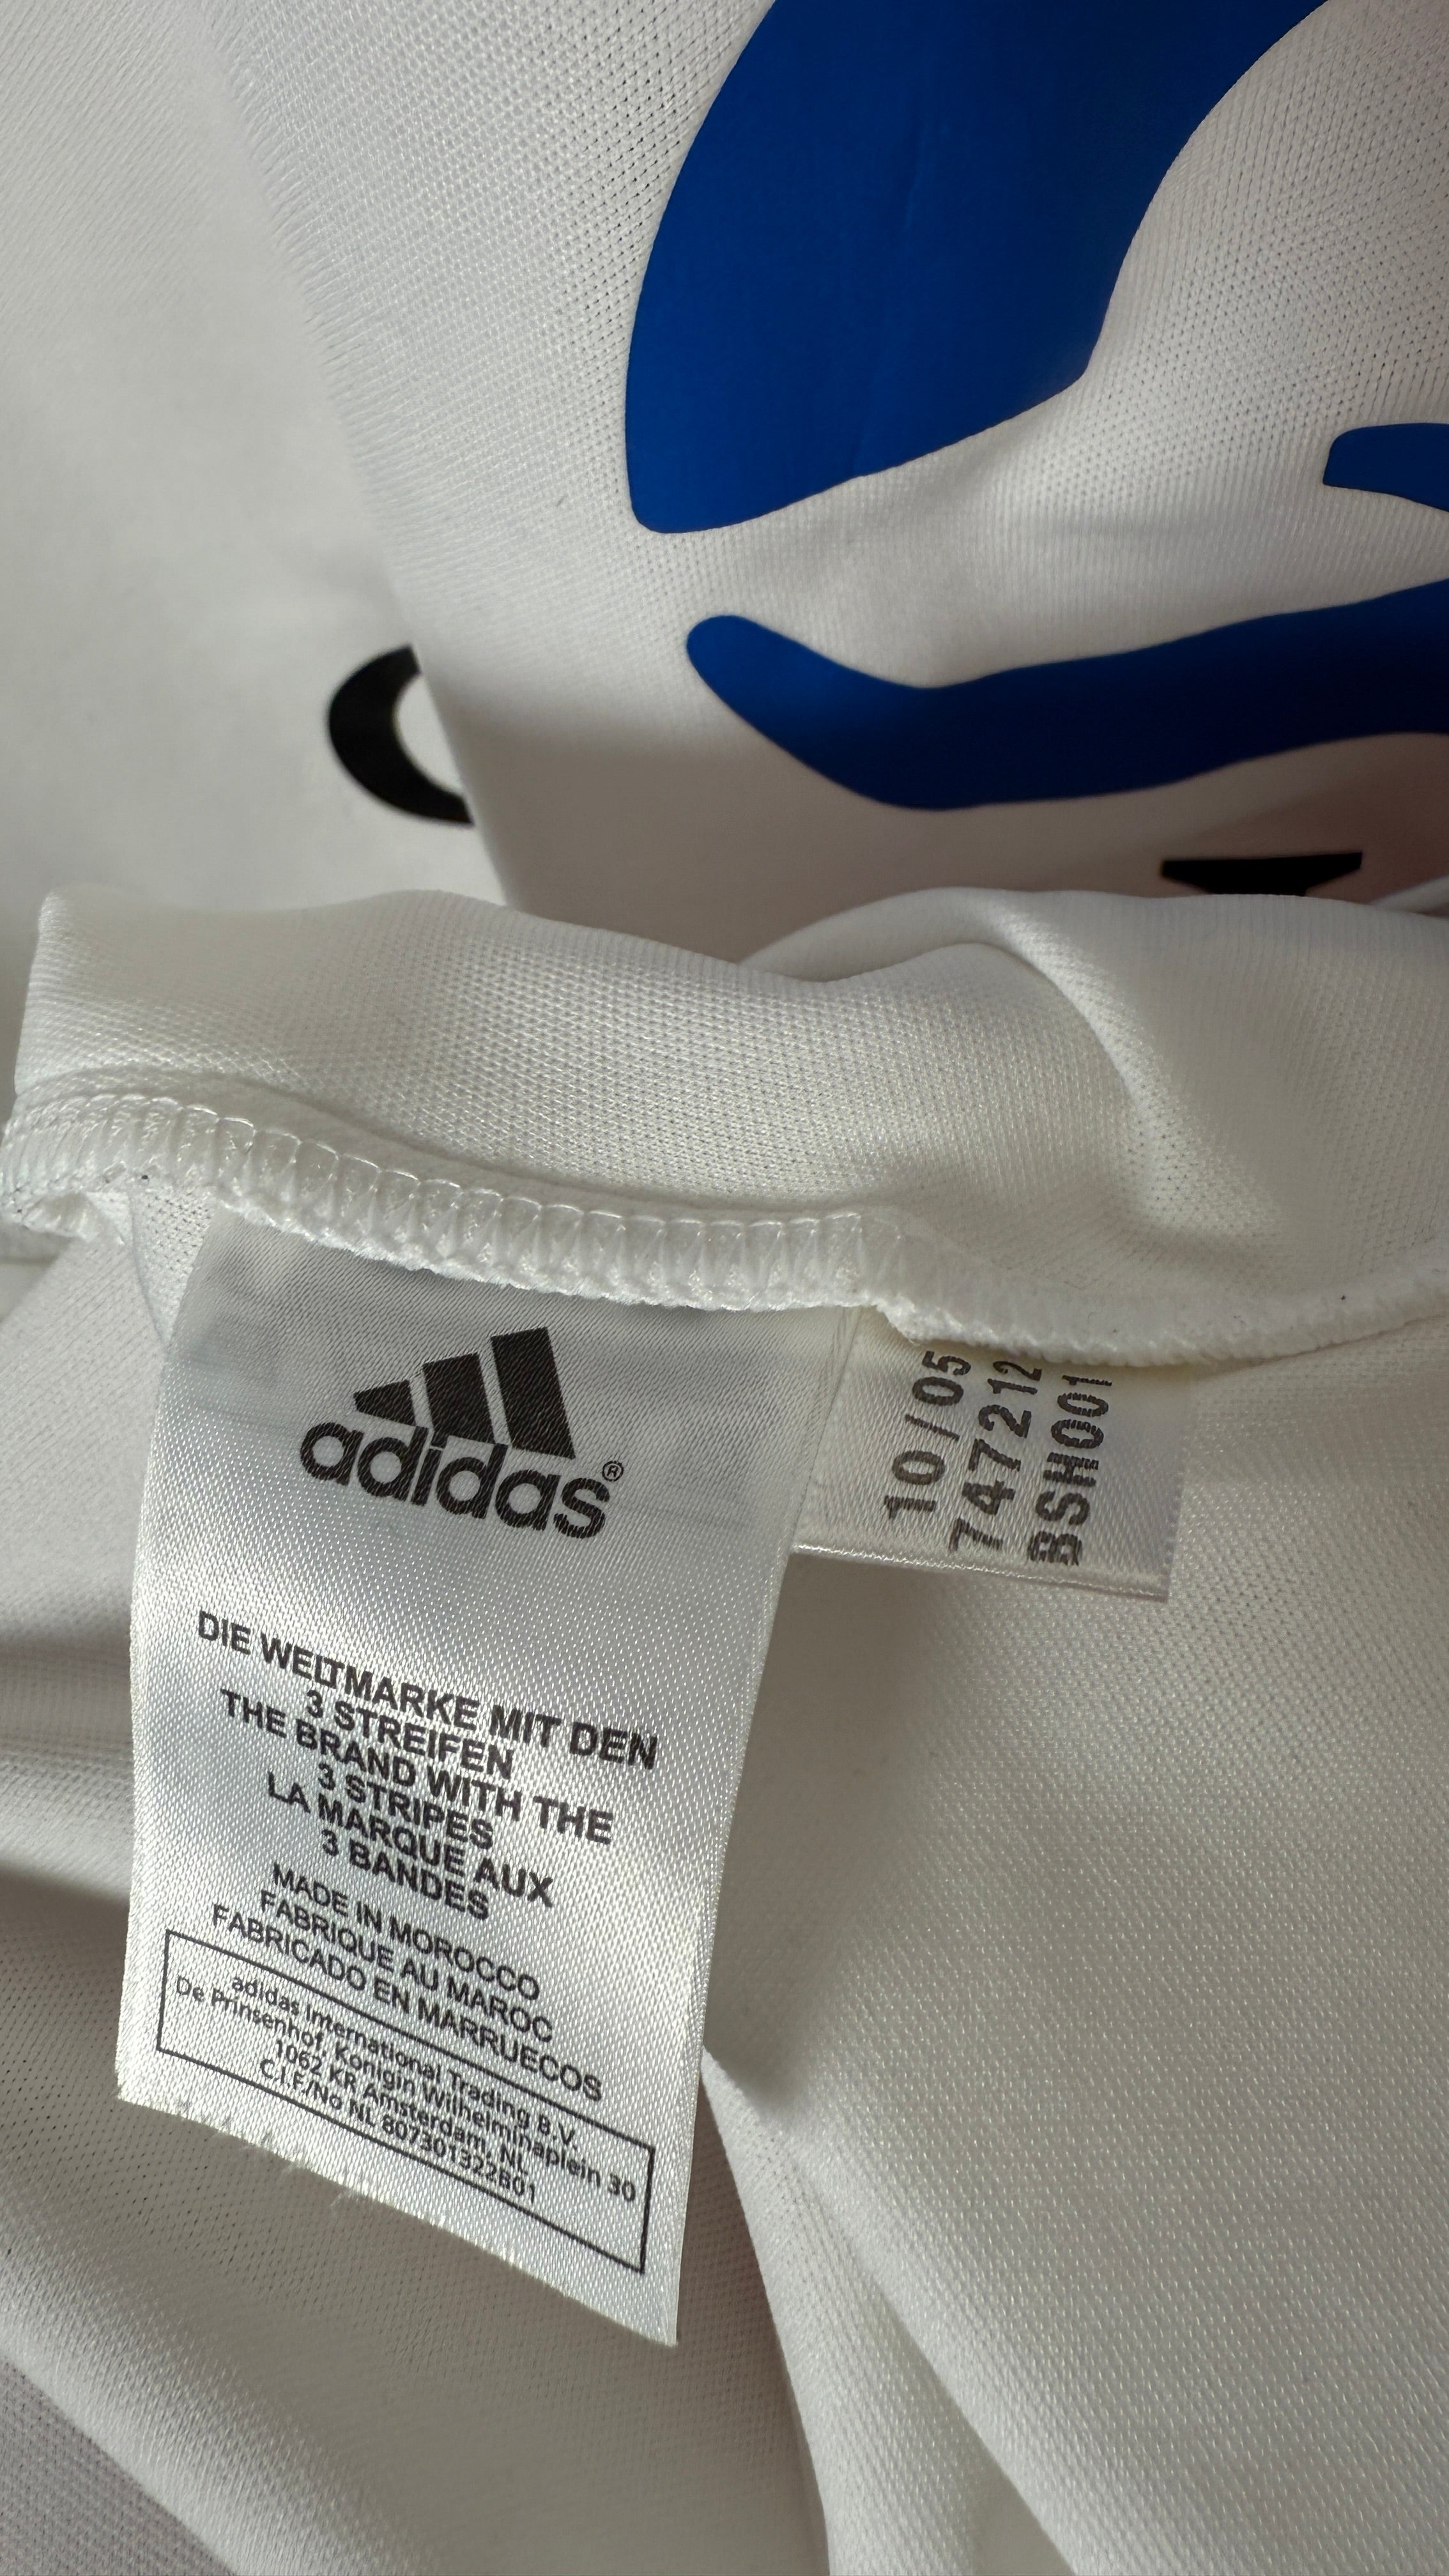 adidas®
DIE WELTMARKE MIT DEN
3 STREIFEN
THE BRAND WITH THE
3 STRIPES
LA MARQUE AUX
3 BANDES
MADE IN MOROCCO
FABRIQUE AU MAROC
FABRICADO EN MARRUECOS
adidas International Trading B.V.
De Prinsenhof, Konigin Wilhelminaplein 30
1062 KR Amsterdam, NL
C.I.F./No NL 807301322B01
10/05
747212
BSH001